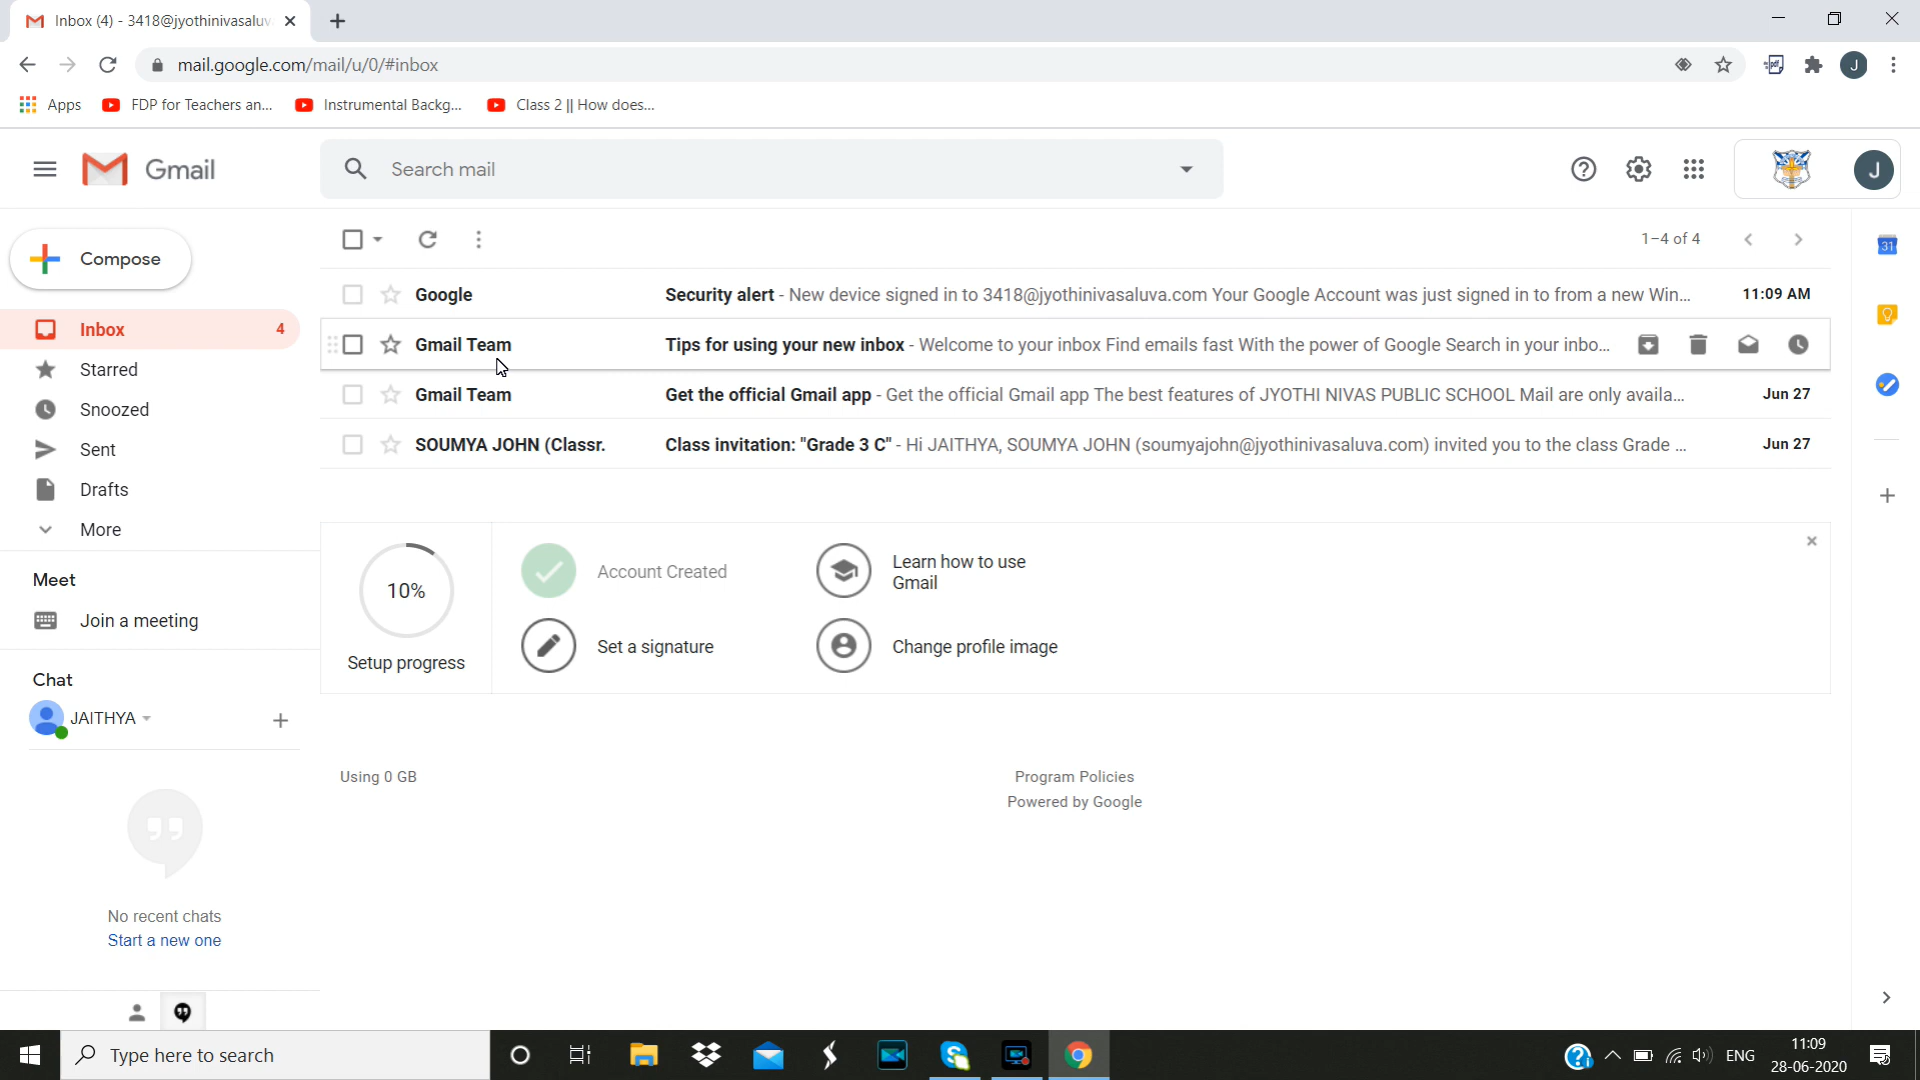 Inbox (4) - 3418@jyothinivasaluv
mail.google.com/mail/u/0/#inbox
Apps
FDP for Teachers an...
Instrumental Backg...
Class 2 || How does...
Gmail
Search mail
J
J
Compose
1–4 of 4
Google Security alert - New device signed in to 3418@jyothinivasaluva.com Your Google Account was just signed in to from a new Win... 11:09 AM
Inbox 4
Gmail Team Tips for using your new inbox - Welcome to your inbox Find emails fast With the power of Google Search in your inbo...
Starred
Gmail Team Get the official Gmail app - Get the official Gmail app The best features of JYOTHI NIVAS PUBLIC SCHOOL Mail are only availa... Jun 27
Snoozed
SOUMYA JOHN (Classr. Class invitation: "Grade 3 C" - Hi JAITHYA, SOUMYA JOHN (soumyajohn@jyothinivasaluva.com) invited you to the class Grade ... Jun 27
Sent
Drafts
More
Meet
Join a meeting
Chat
JAITHYA
No recent chats
Start a new one
10%
Setup progress
Account Created
Learn how to use
Gmail
Set a signature
Change profile image
Using 0 GB
Program Policies
Powered by Google
31
Type here to search
ENG
11:09
28-06-2020